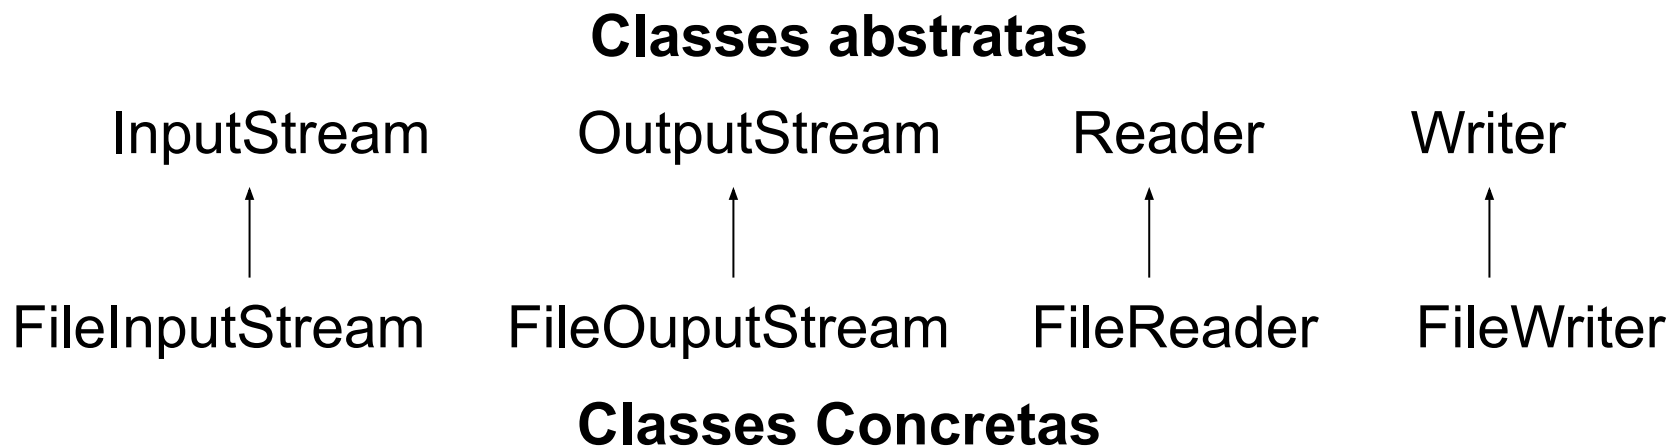 Classes abstratas
InputStream OutputStream Reader Writer
FileInputStream FileOuputStream FileReader FileWriter
Classes Concretas